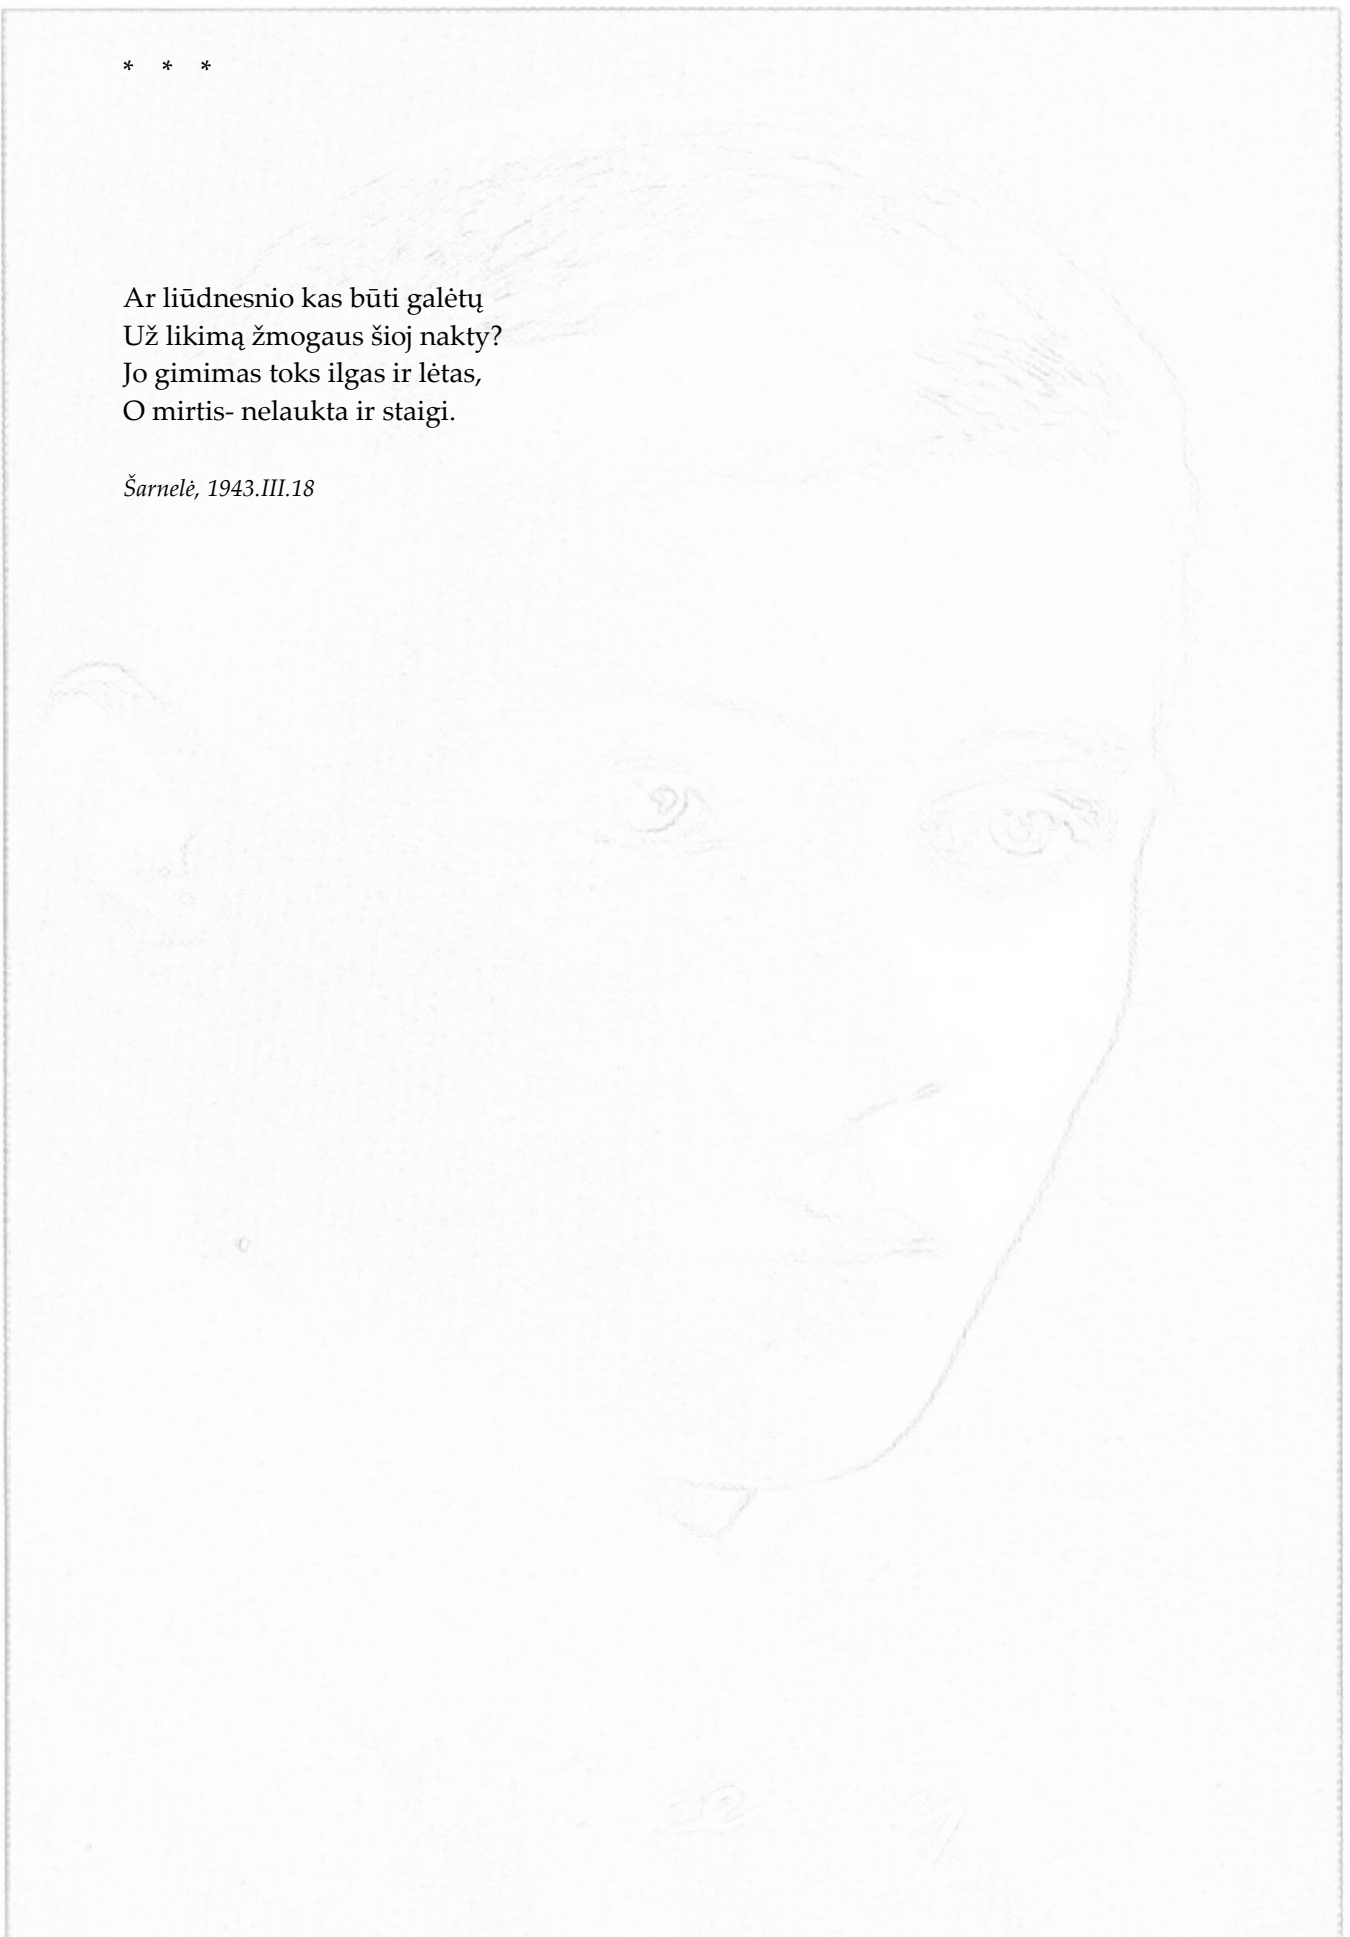 * * *
Ar liūdnesnio kas būti galėtų
Už likimą žmogaus šioj nakty?
Jo gimimas toks ilgas ir lėtas,
O mirtis- nelaukta ir staigi.
Šarnelė, 1943.III.18